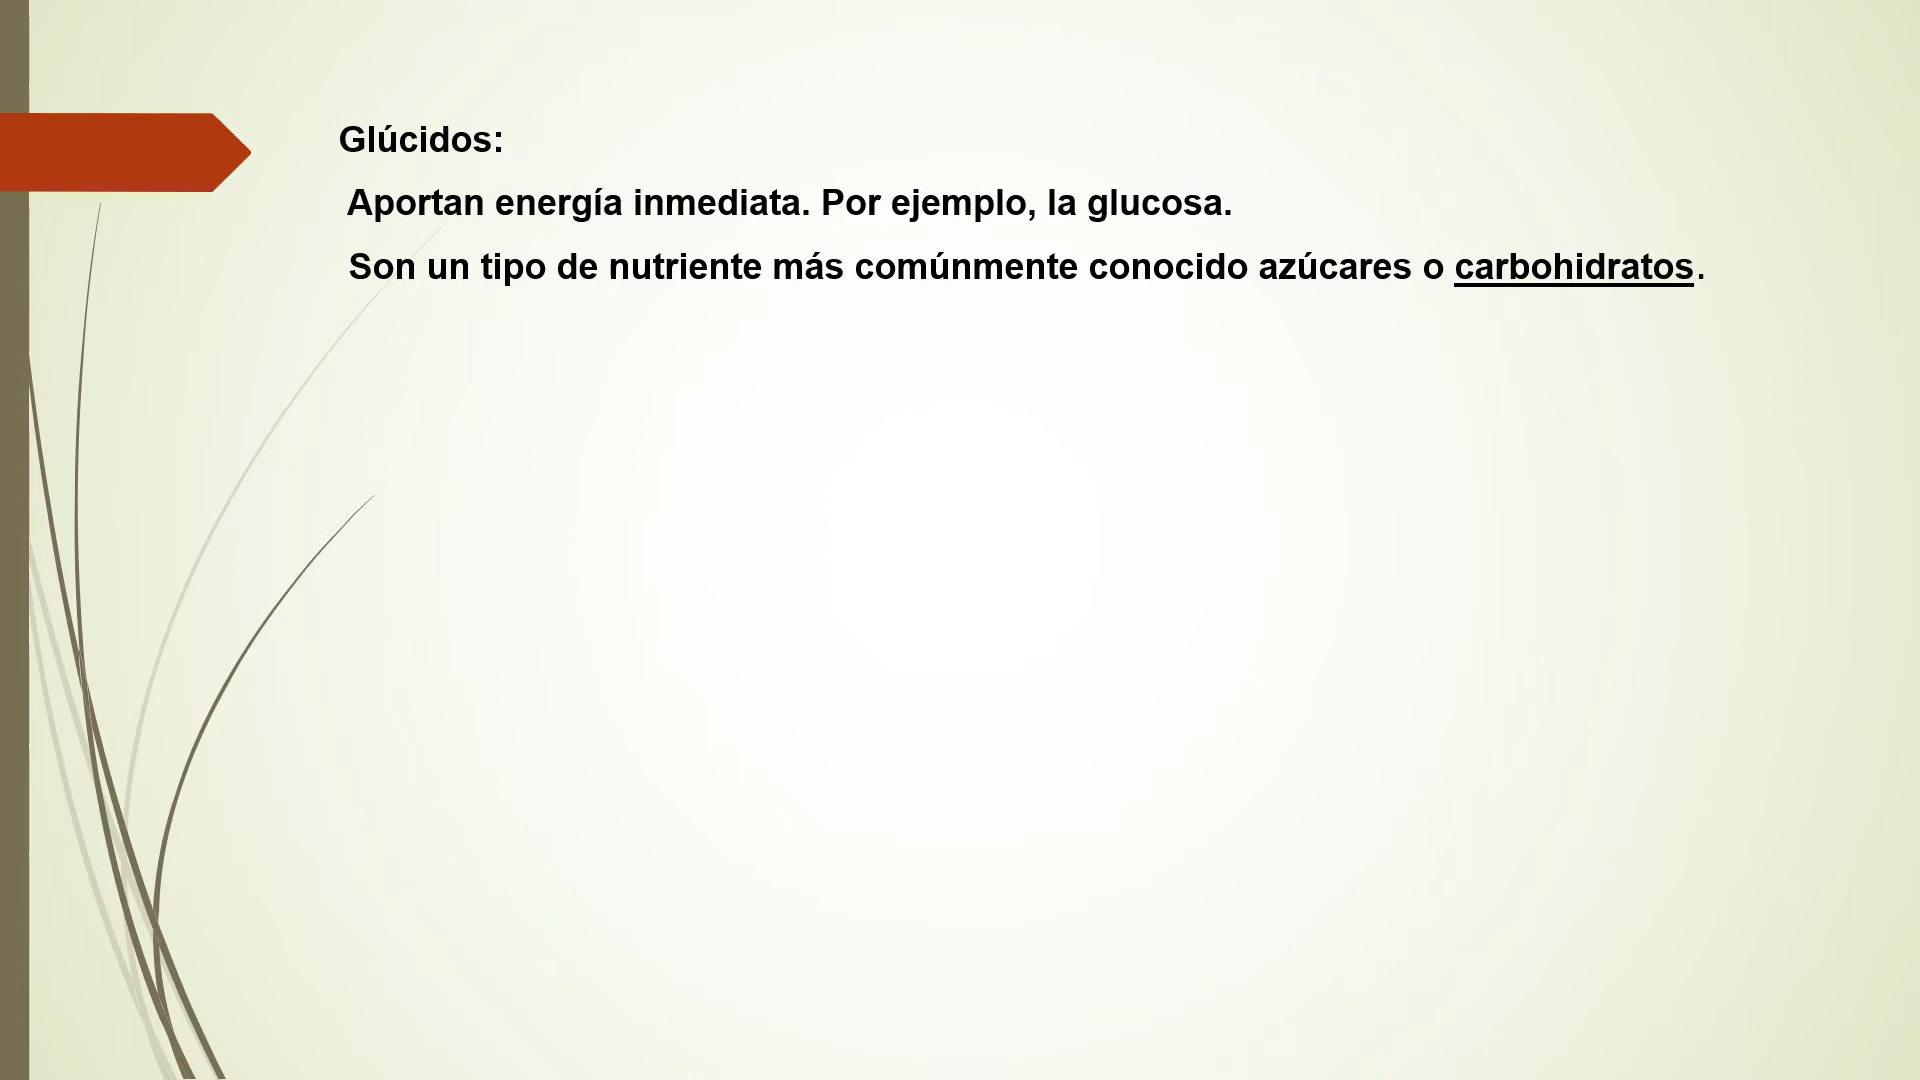 Glúcidos:
Aportan energía inmediata. Por ejemplo, la glucosa.
Son un tipo de nutriente más comúnmente conocido azúcares o carbohidratos.